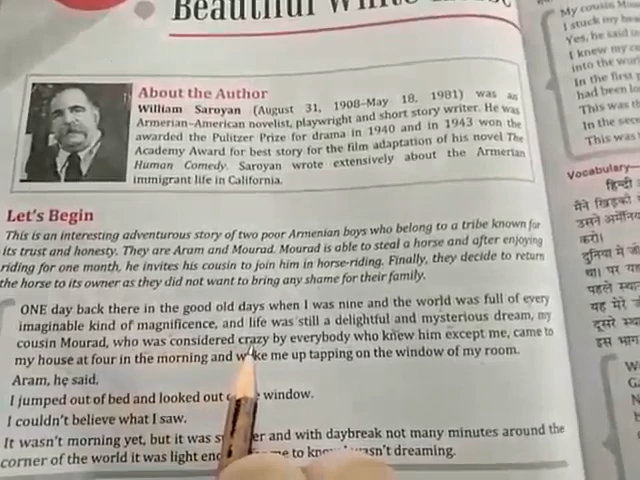 Beautiful White Horse
About the Author
William Saroyan (August 31, 1908–May 18, 1981) was an
Armenian–American novelist, playwright and short story writer. He was
awarded the Pulitzer Prize for drama in 1940 and in 1943 won the
Academy Award for best story for the film adaptation of his novel The
Human Comedy. Saroyan wrote extensively about the Armenian
immigrant life in California.
Let's Begin
This is an interesting adventurous story of two poor Armenian boys who belong to a tribe known for
its trust and honesty. They are Aram and Mourad. Mourad is able to steal a horse and after enjoying
riding for one month, he invites his cousin to join him in horse-riding. Finally, they decide to return
the horse to its owner as they did not want to bring any shame for their family.
ONE day back there in the good old days when I was nine and the world was full of every
imaginable kind of magnificence, and life was still a delightful and mysterious dream, my
cousin Mourad, who was considered crazy by everybody who knew him except me, came to
my house at four in the morning and woke me up tapping on the window of my room.
Aram, he said.
I jumped out of bed and looked out window.
I couldn't believe what I saw.
It wasn't morning yet, but it was and with daybreak not many minutes around the
corner of the world it was light to wasn't dreaming.
My cousin
I stuck my
Yes, he said
I knew my
into the
In the first
had been
This was
In the
This was
Vocabulary
हिन्दी
मैंने खिड़की
उसने
करो।
दुनिया में
था। पर
पहले
यह मेरे
दूसरे
इस भाग